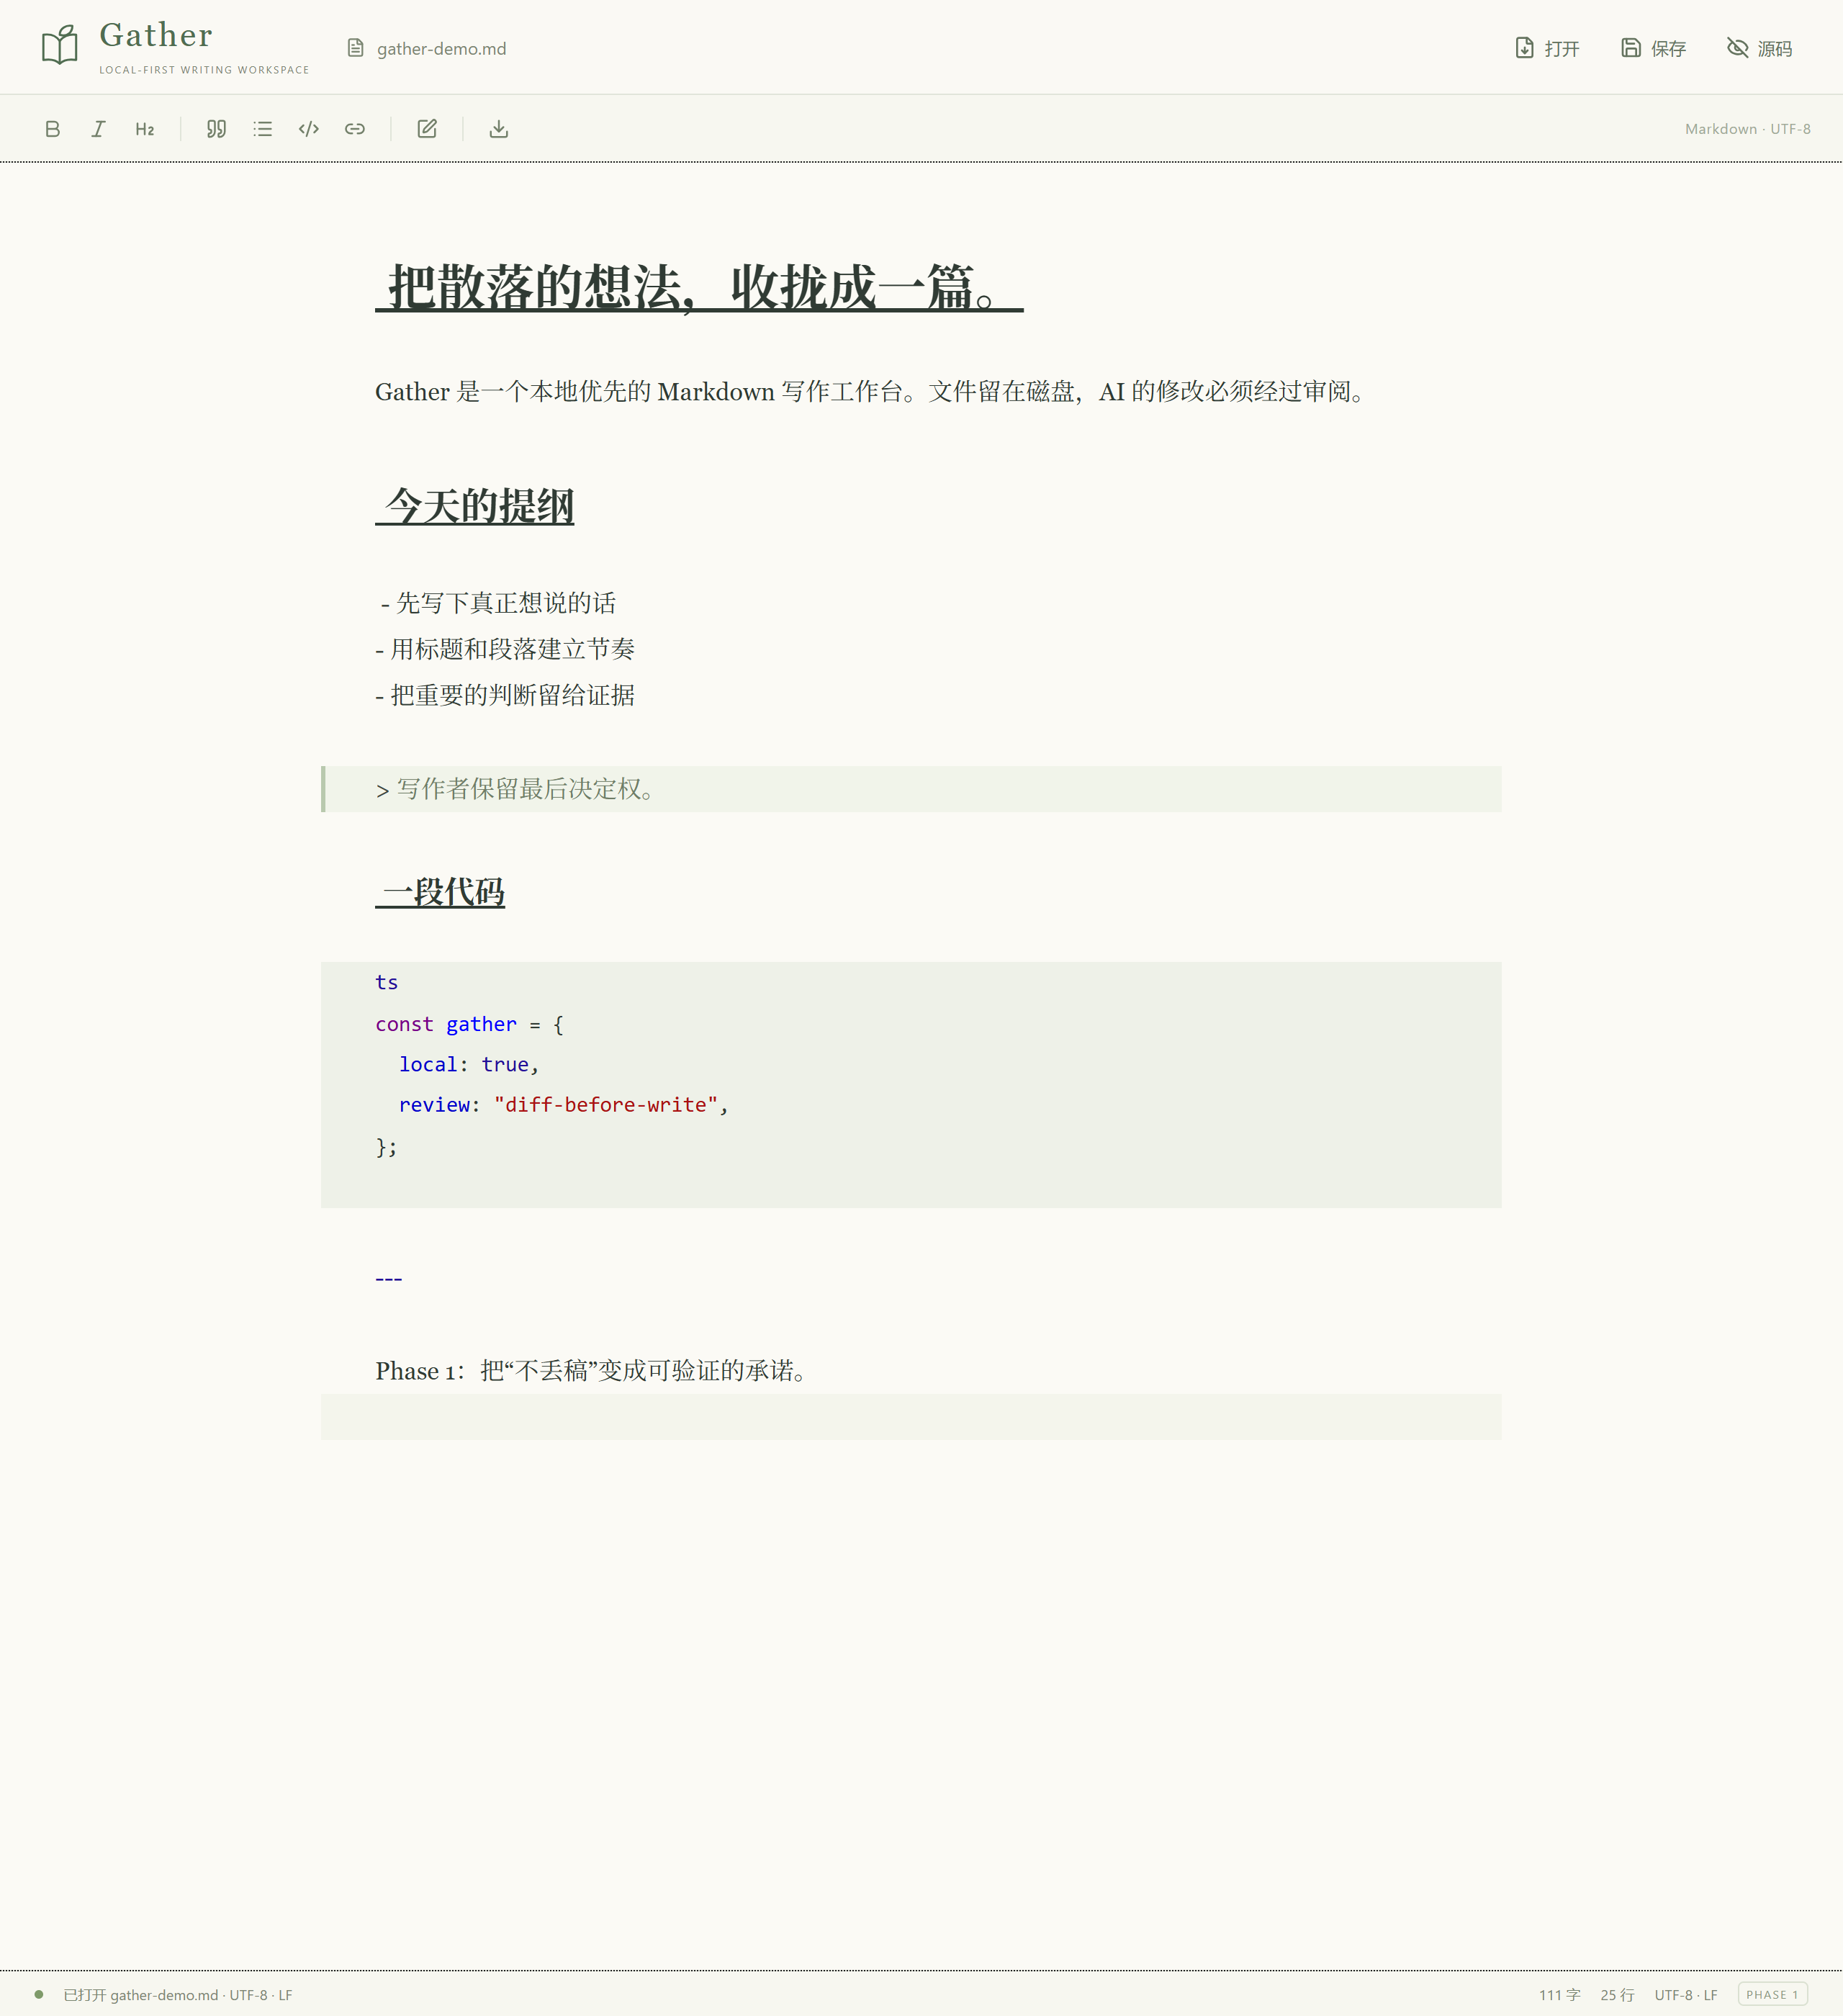 Gather
LOCAL-FIRST WRITING WORKSPACE
gather-demo.md
打开
保存
源码
B I H2
Markdown · UTF-8
把散落的想法，收拢成一篇。
Gather 是一个本地优先的 Markdown 写作工作台。文件留在磁盘，AI 的修改必须经过审阅。
今天的提纲
- 先写下真正想说的话
- 用标题和段落建立节奏
- 把重要的判断留给证据
> 写作者保留最后决定权。
一段代码
ts
const gather = {
  local: true,
  review: "diff-before-write",
};
---
Phase 1：把“不丢稿”变成可验证的承诺。
已打开 gather-demo.md · UTF-8 · LF
111 字
25 行
UTF-8 · LF
PHASE 1